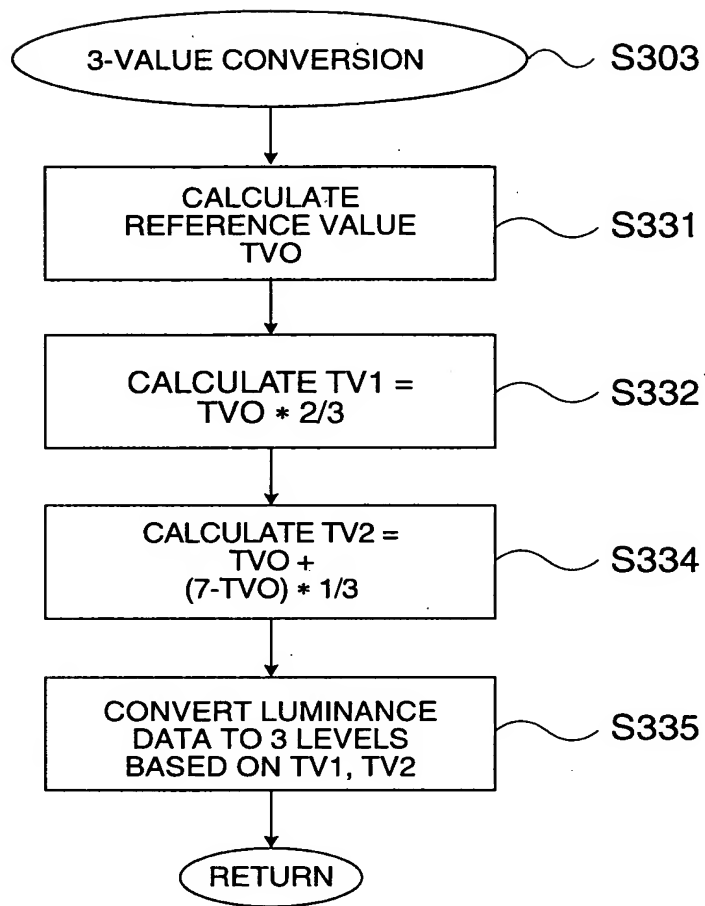 3-VALUE CONVERSION
S303
CALCULATE
REFERENCE VALUE
TVO
S331
CALCULATE TV1 =
TVO * 2/3
S332
CALCULATE TV2 =
TVO +
(7-TVO) * 1/3
S334
CONVERT LUMINANCE
DATA TO 3 LEVELS
BASED ON TV1, TV2
S335
RETURN